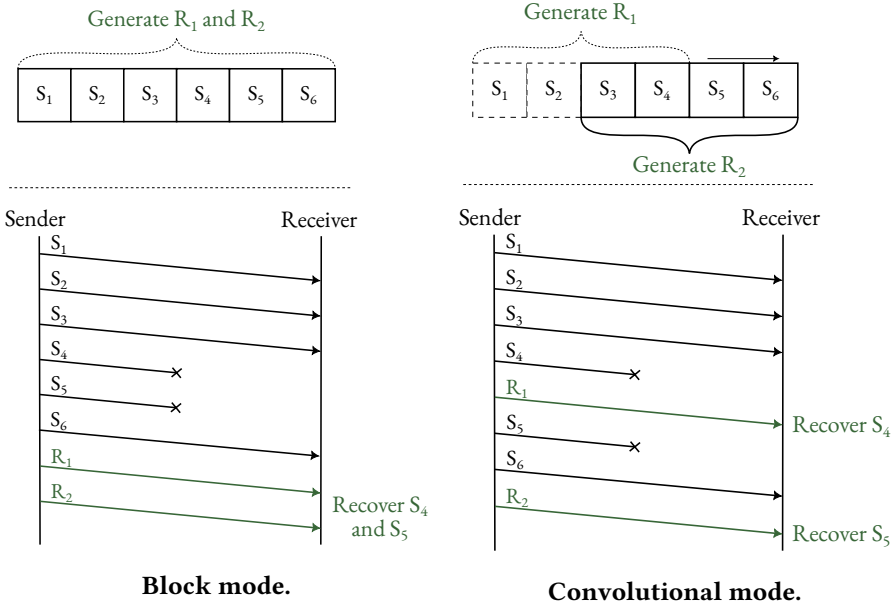 Generate R₁ and R₂
S₁ S₂ S₃ S₄ S₅ S₆
Sender Receiver
S₁
S₂
S₃
S₄
S₅
S₆
R₁
R₂
Recover S₄
and S₅
Block mode.
Generate R₁
S₁ S₂ S₃ S₄ S₅ S₆
Generate R₂
Sender Receiver
S₁
S₂
S₃
S₄
R₁
Recover S₄
S₅
S₆
R₂
Recover S₅
Convolutional mode.